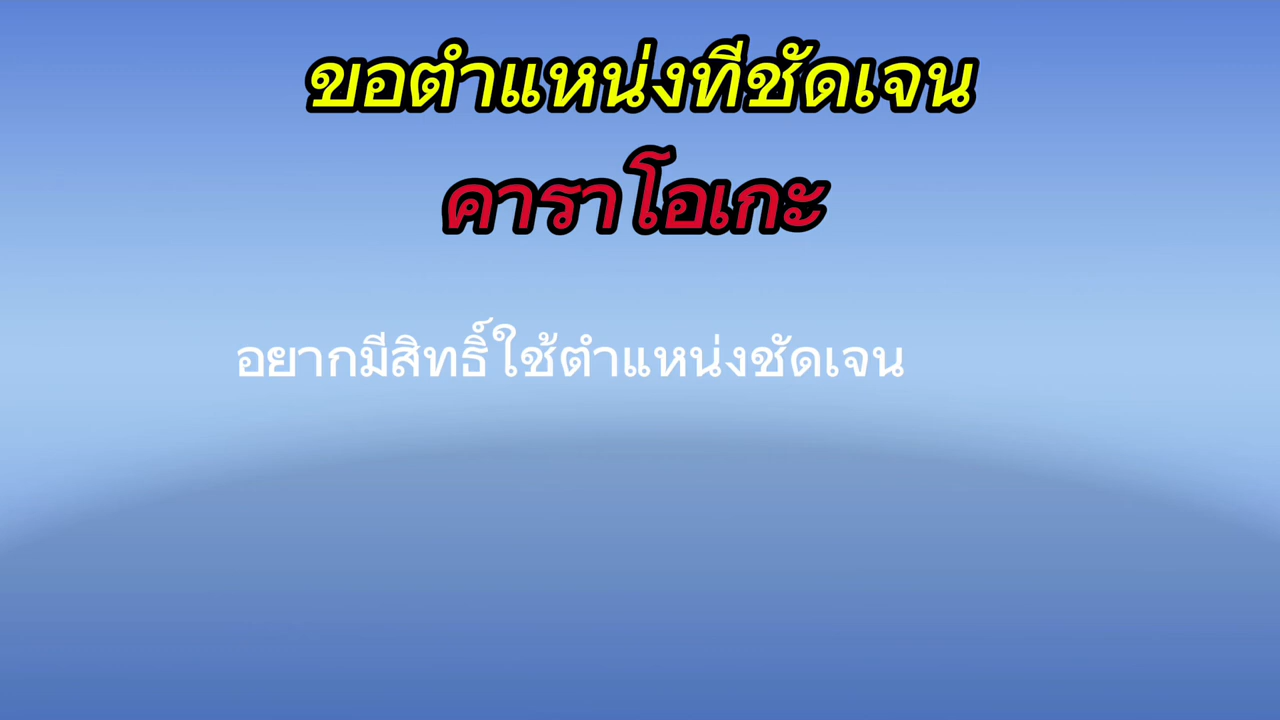 ขอตำแหน่งทีชัดเจน
คาราโอเกะ
อยากมีสิทธิ์ใช้ตำแหน่งชัดเจน